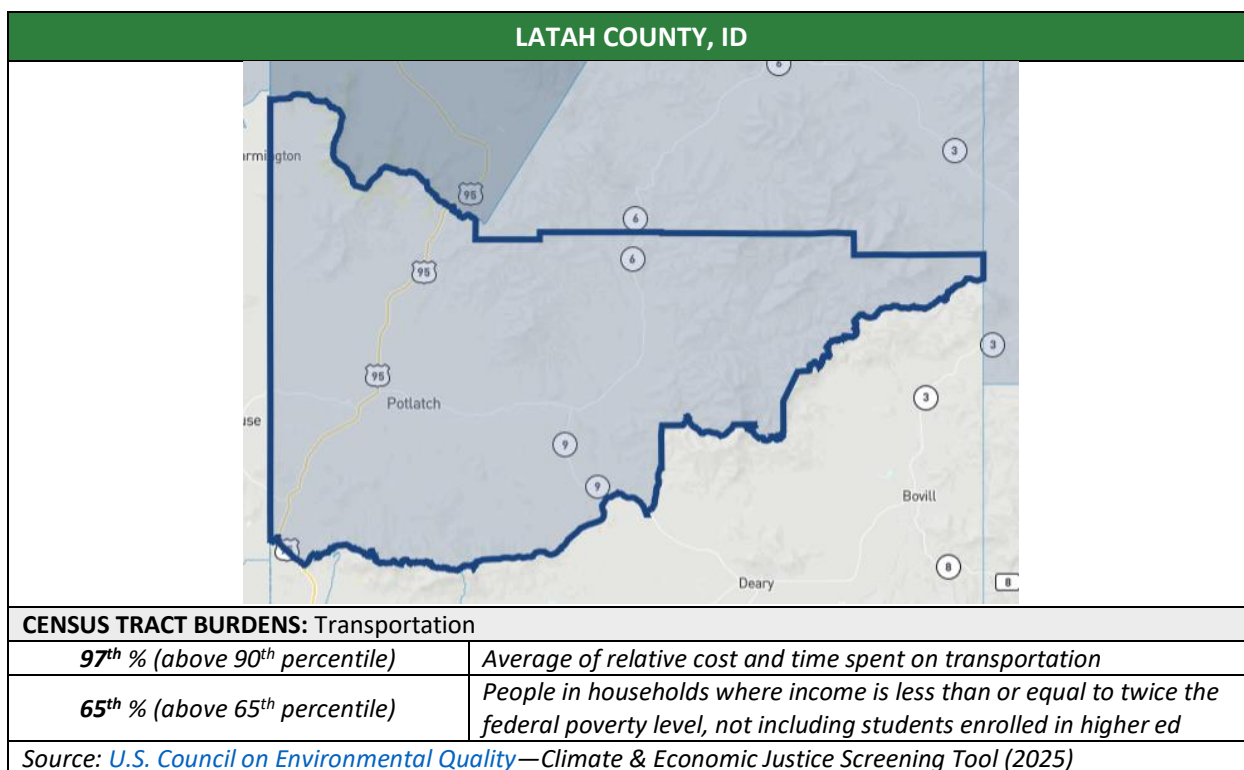 LATAH COUNTY, ID
6
3
armington
95
6
6
95
3
95
Potlatch
3
use
9
9
Bovill
8
8
Deary
CENSUS TRACT BURDENS: Transportation
97th % (above 90th percentile)
Average of relative cost and time spent on transportation
65th % (above 65th percentile)
People in households where income is less than or equal to twice the
federal poverty level, not including students enrolled in higher ed
Source: U.S. Council on Environmental Quality—Climate & Economic Justice Screening Tool (2025)